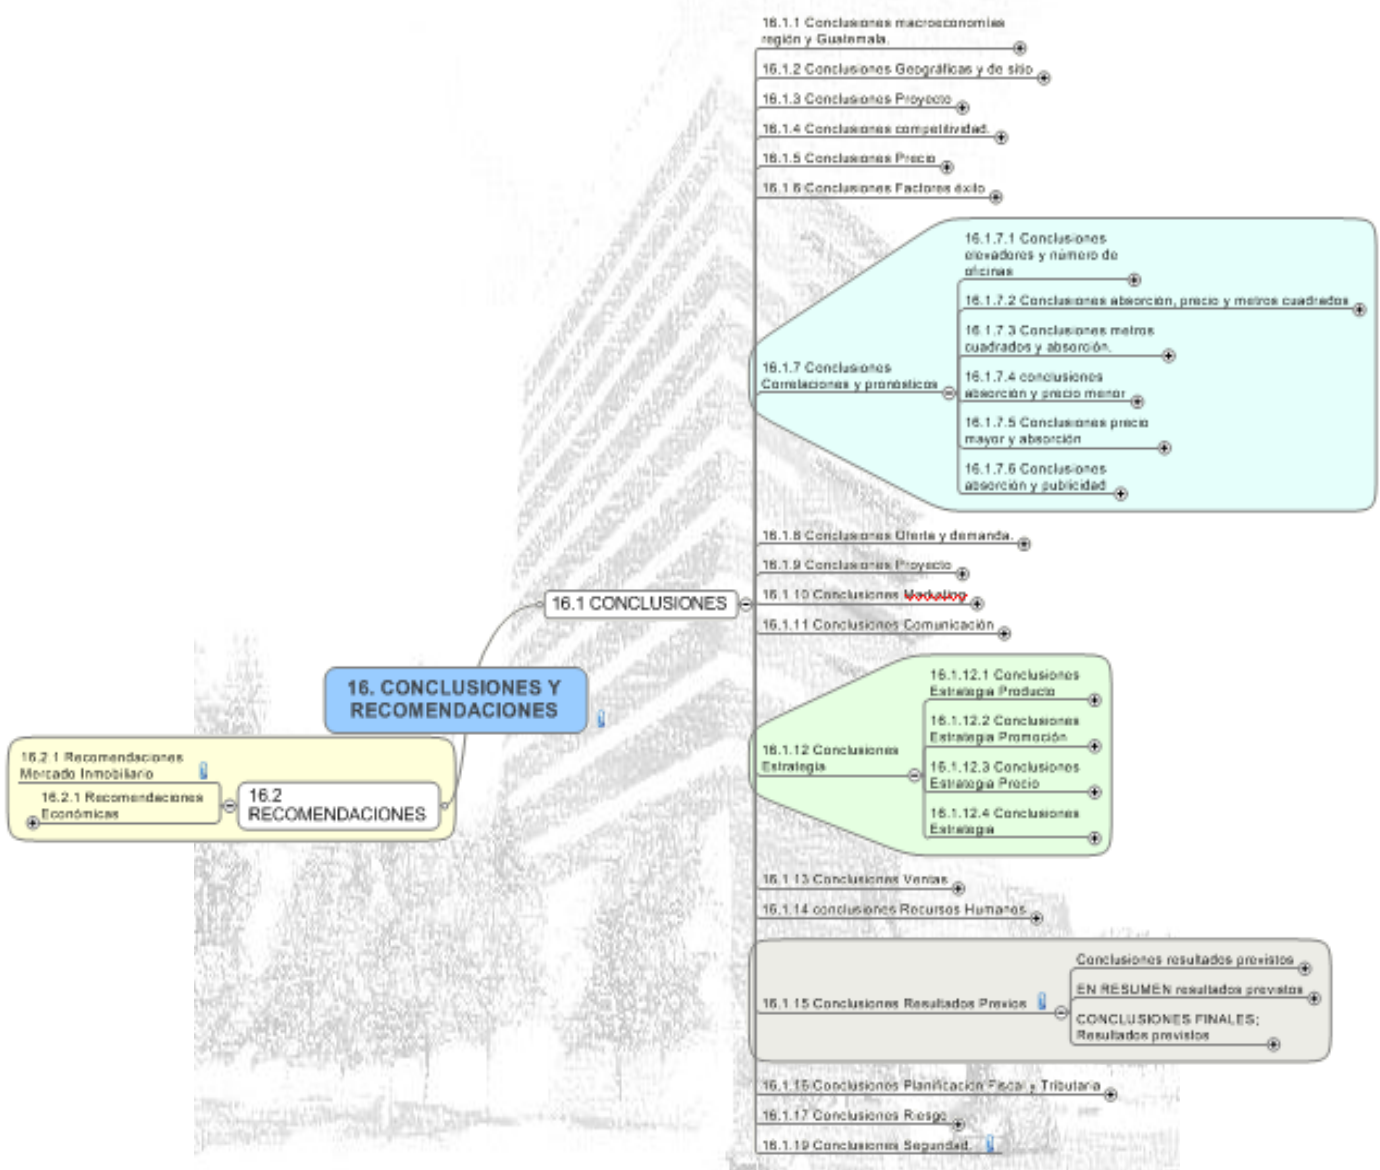 16.1.1 Conclusiones macroeconomías
región y Guatemala.
16.1.2 Conclusiones Geográficas y de sitio
16.1.3 Conclusiones Proyecto
16.1.4 Conclusiones competitividad.
16.1.5 Conclusiones Precio
16.1.6 Conclusiones Factores éxito
16.1.7 Conclusiones
Correlaciones y pronósticos
16.1.7.1 Conclusiones
elevadores y número de
oficinas
16.1.7.2 Conclusiones absorción, precio y metros cuadrados
16.1.7.3 Conclusiones metros
cuadrados y absorción.
16.1.7.4 conclusiones
absorción y precio menor
16.1.7.5 Conclusiones precio
mayor y absorción
16.1.7.6 Conclusiones
absorción y publicidad
16.1.8 Conclusiones Oferta y demanda.
16.1.9 Conclusiones Proyecto
16.1.10 Conclusiones Marketing
16.1.11 Conclusiones Comunicación
16.1 CONCLUSIONES
16. CONCLUSIONES Y
RECOMENDACIONES
16.2.1 Recomendaciones
Mercado Inmobiliario
16.2.1 Recomendaciones
Económicas
16.2
RECOMENDACIONES
16.1.12 Conclusiones
Estrategia
16.1.12.1 Conclusiones
Estrategia Producto
16.1.12.2 Conclusiones
Estrategia Promoción
16.1.12.3 Conclusiones
Estrategia Precio
16.1.12.4 Conclusiones
Estrategia
16.1.13 Conclusiones Ventas
16.1.14 conclusiones Recursos Humanos
16.1.15 Conclusiones Resultados Previos
Conclusiones resultados previstos
EN RESUMEN resultados previstos
CONCLUSIONES FINALES;
Resultados previstos
16.1.16 Conclusiones Planificación Fiscal y Tributaria
16.1.17 Conclusiones Riesgo
16.1.19 Conclusiones Seguridad.